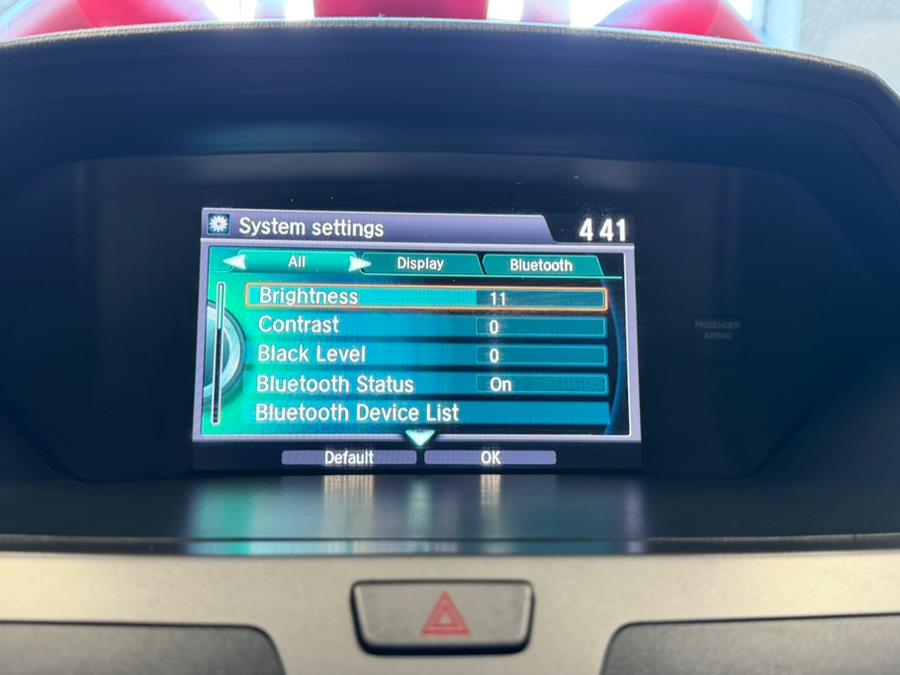 System settings
4 41
All Display Bluetooth
Brightness 11
Contrast 0
Black Level 0
Bluetooth Status On
Bluetooth Device List
Default OK
PASSENGER
AIRBAG